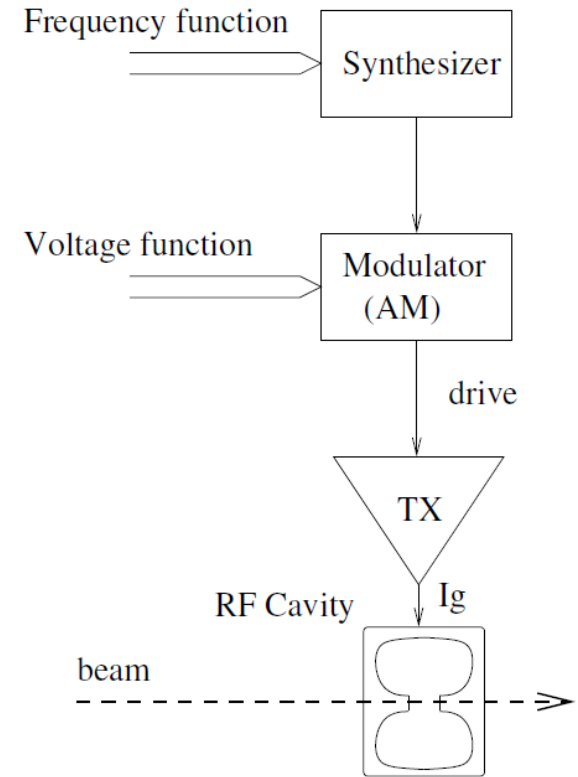 Frequency function
Synthesizer
Voltage function
Modulator
(AM)
drive
TX
Ig
RF Cavity
beam